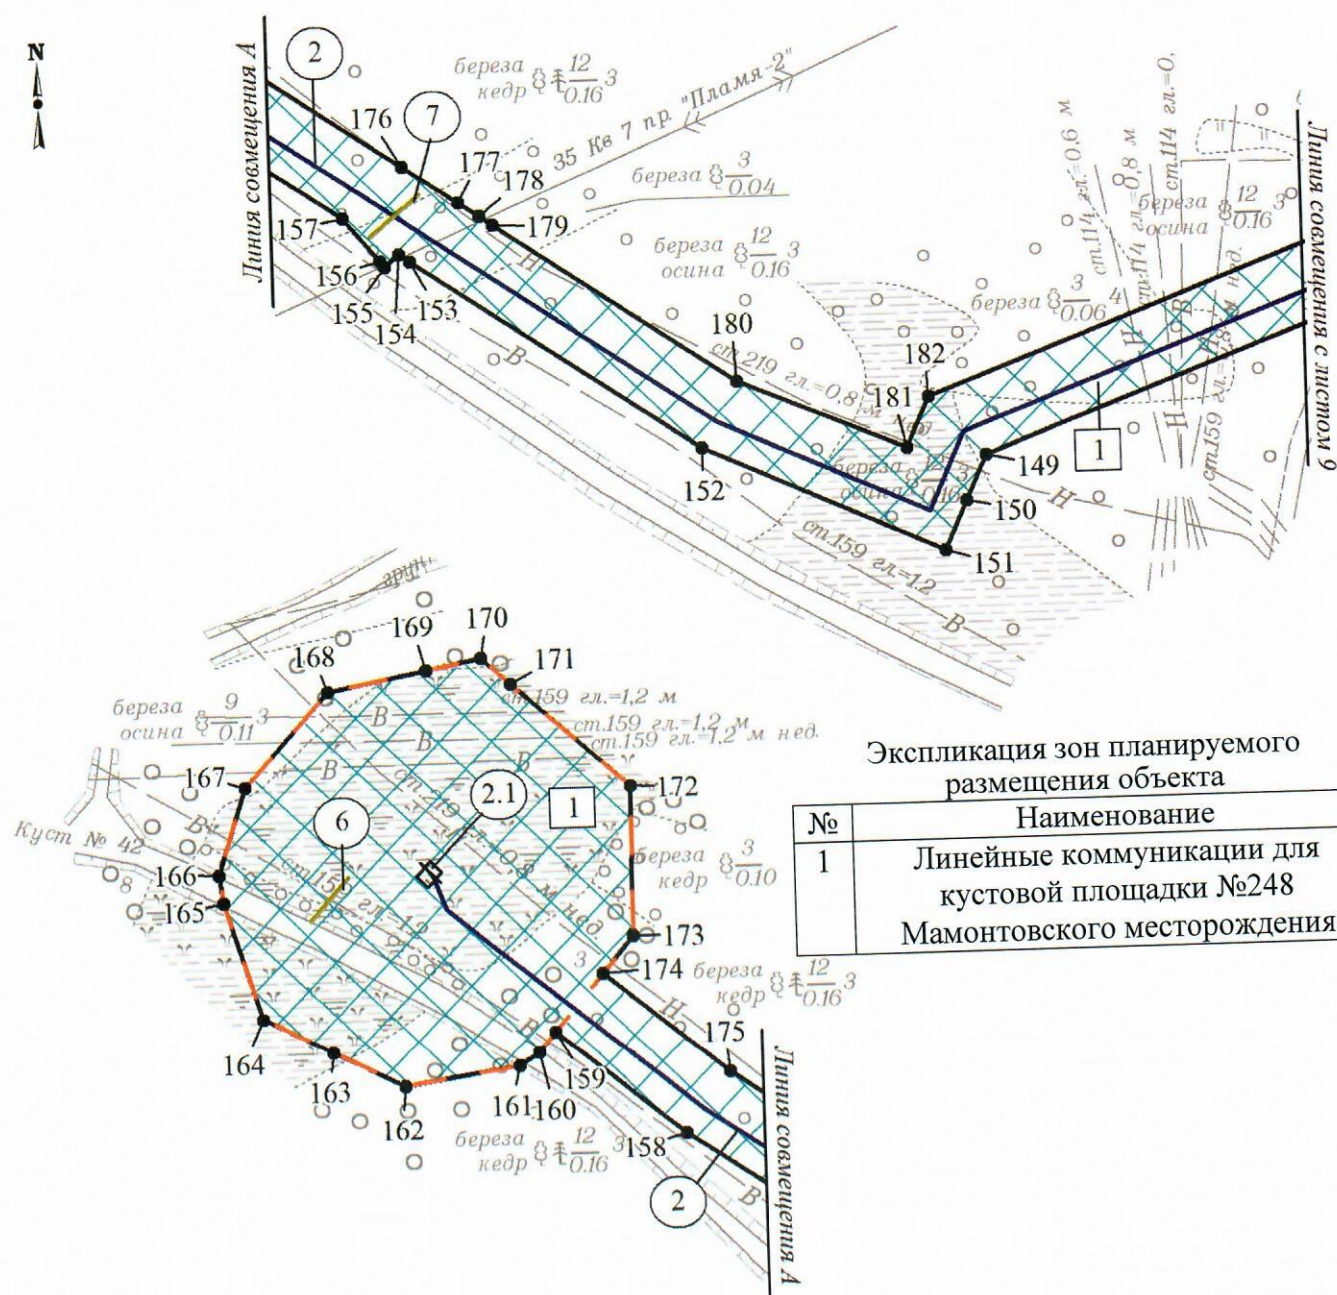 N
Линия совмещения А
2
береза 12 3
кедр 0.16
7
176
177
178
179
35 Кв 7 пр. "Пламя-2"
береза 3
0.04
береза 12 3
осина 0.16
157
156
155
154
153
Н
В
180
ст.219 гл.=0,8 м
181
182
береза 3 4
0.06
ст.114 гл.=0,6 м
ст.114 гл.=0,8 м
ст.114 гл.=0,
береза 12 3
осина 0.16
Н
В
Линия совмещения с листом 9
1
149
150
151
152
береза 12 3
осина 0.16
Н
ст.159 гл.=1,2
В
грун.
168
169
170
171
береза 9 3
осина 0.11
ст.159 гл.=1,2 м
ст.159 гл.=1,2 м
ст.159 гл.=1,2 м нед.
В
В
В
167
172
2.1
1
6
Куст № 42
В
166
165
береза 3
кедр 0.10
173
174
3
береза 12 3
кедр 0.16
Н
В
175
164
163
162
161
160
159
158
береза 12 3
кедр 0.16
2
В
Линия совмещения А
Экспликация зон планируемого
размещения объекта
№ Наименование
1 Линейные коммуникации для
кустовой площадки №248
Мамонтовского месторождения